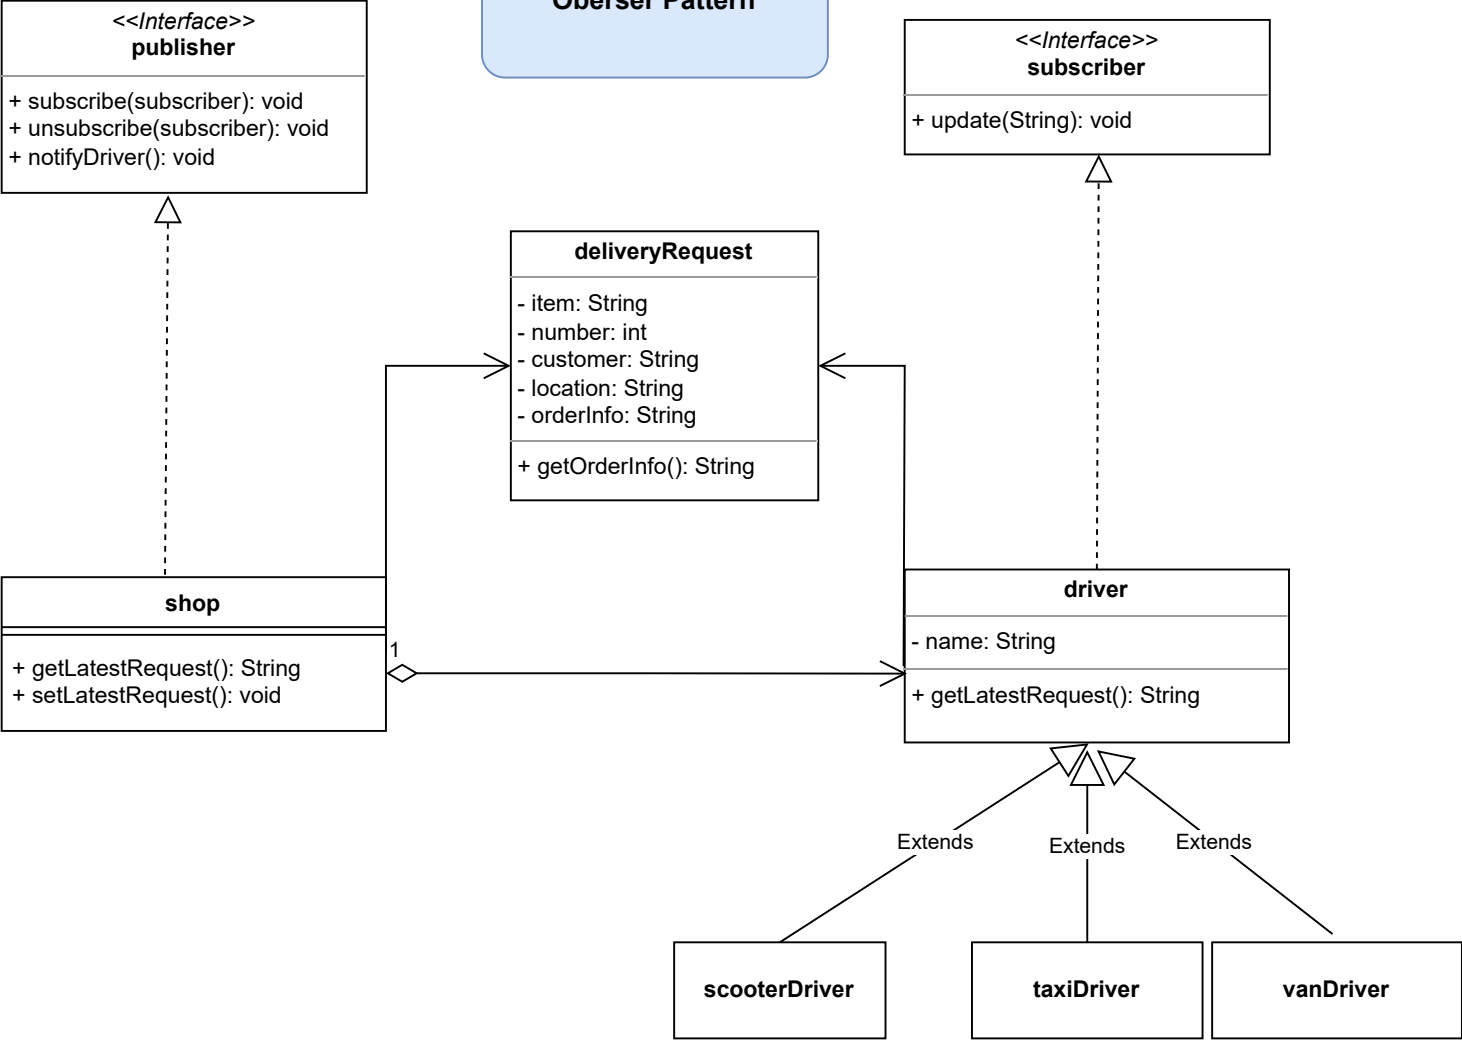 Oberser Pattern
<<Interface>>
publisher
+ subscribe(subscriber): void
+ unsubscribe(subscriber): void
+ notifyDriver(): void
<<Interface>>
subscriber
+ update(String): void
deliveryRequest
- item: String
- number: int
- customer: String
- location: String
- orderInfo: String
+ getOrderInfo(): String
shop
+ getLatestRequest(): String
+ setLatestRequest(): void
1
driver
- name: String
+ getLatestRequest(): String
Extends
Extends
Extends
scooterDriver
taxiDriver
vanDriver